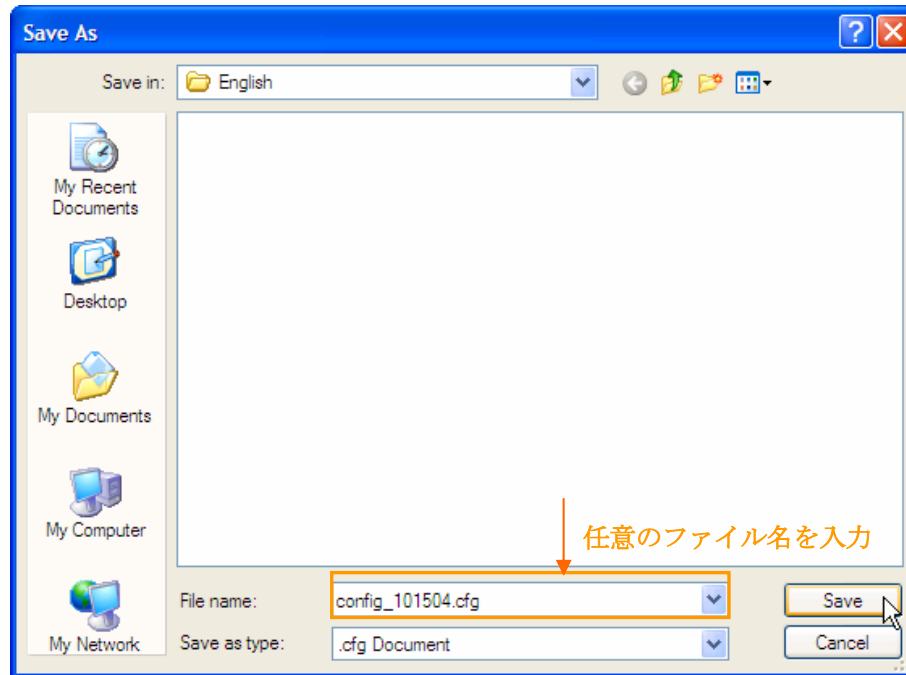 Save As
Save in:
English
My Recent
Documents
Desktop
My Documents
My Computer
My Network
任意のファイル名を入力
File name:
config_101504.cfg
Save
Save as type:
.cfg Document
Cancel